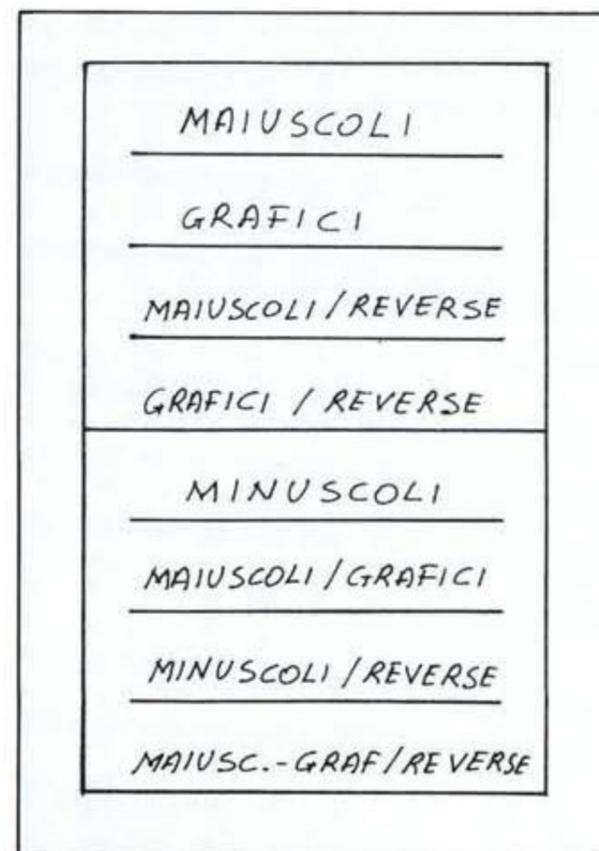 MAIUSCOLI
GRAFICI
MAIUSCOLI/REVERSE
GRAFICI / REVERSE
MINUSCOLI
MAIUSCOLI/GRAFICI
MINUSCOLI/REVERSE
MAIUSC.-GRAF/REVERSE